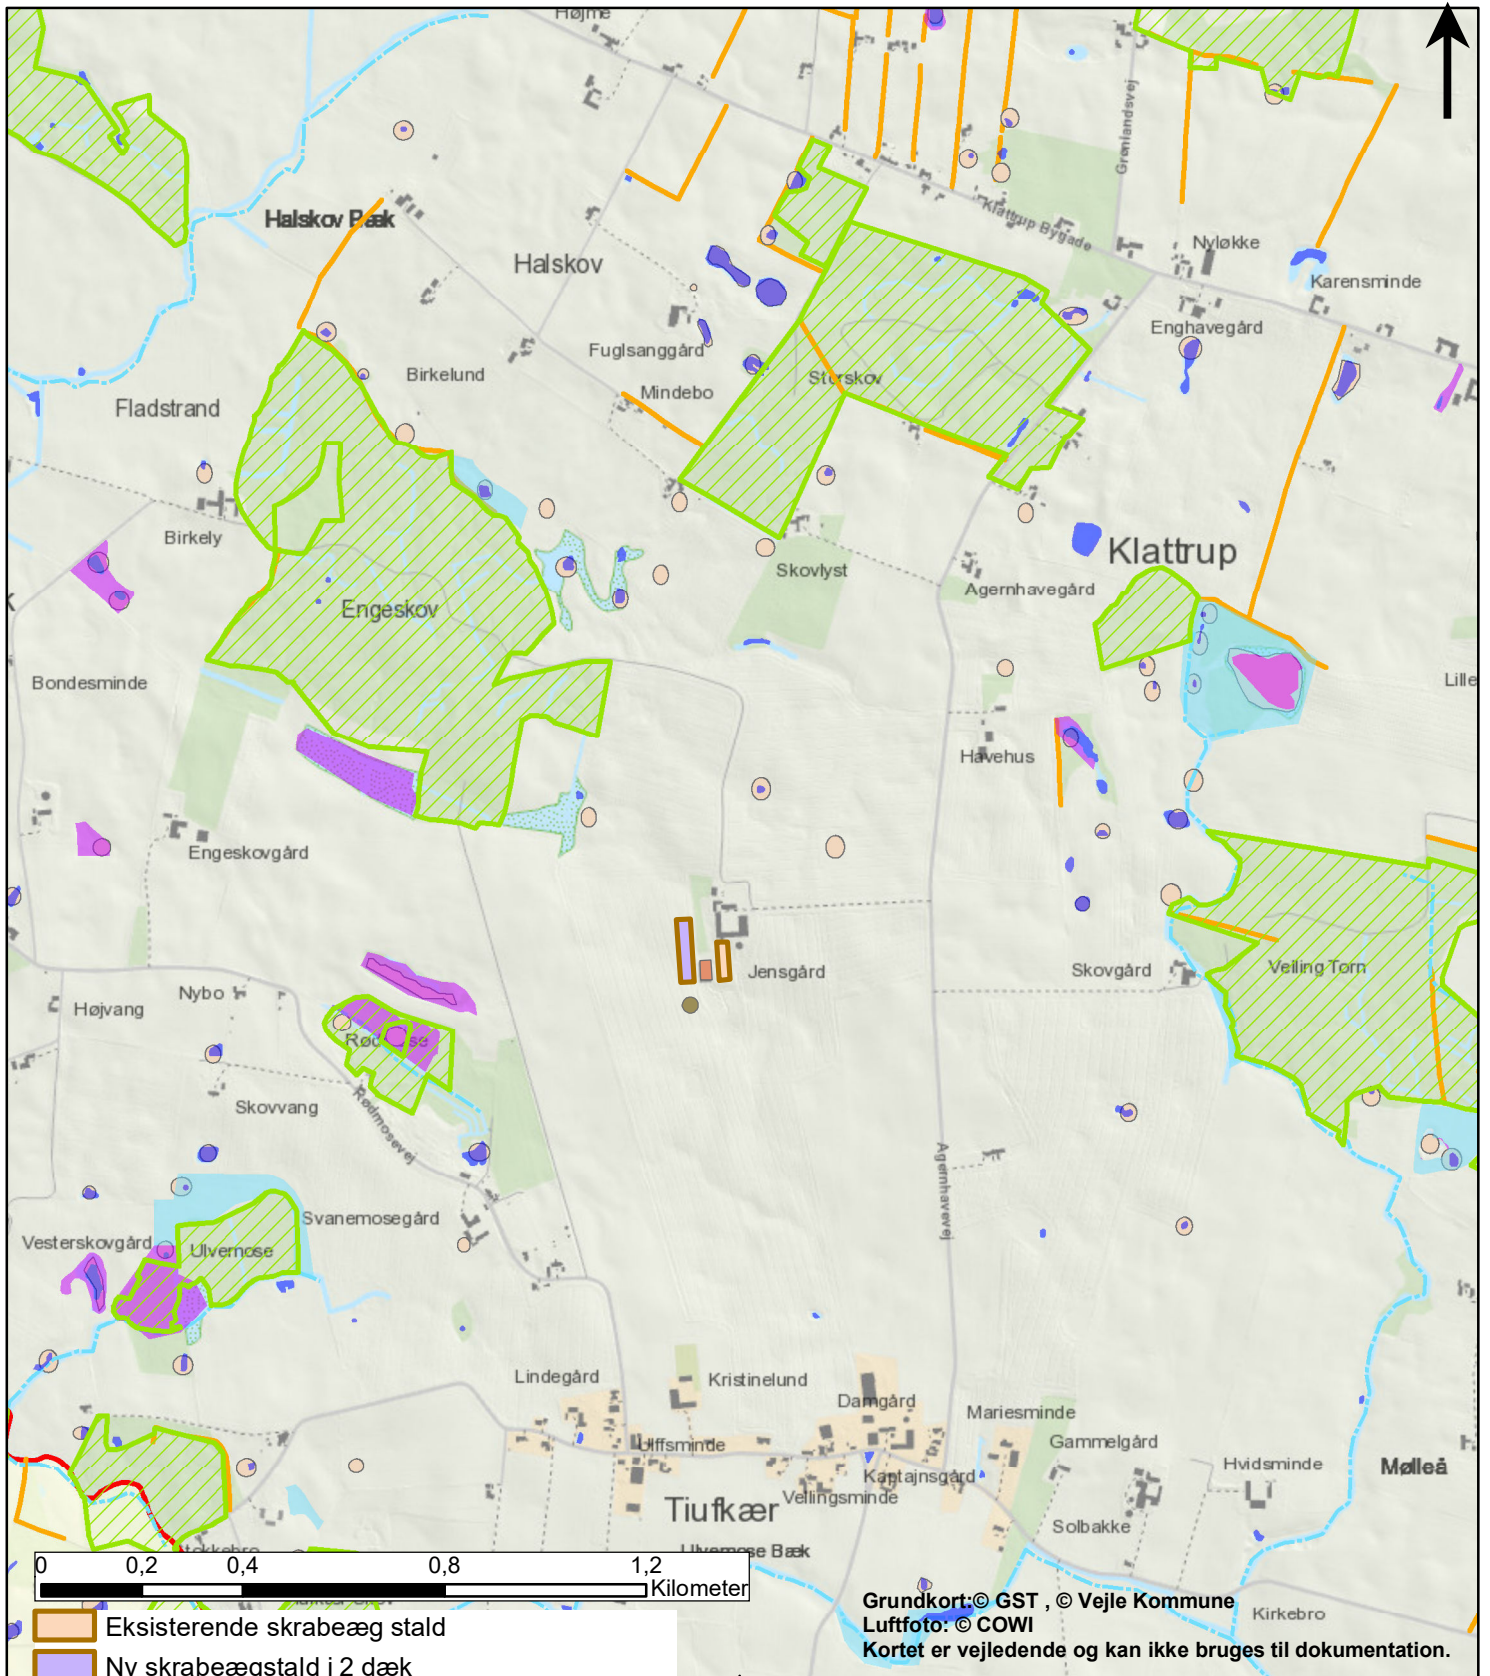 Højme
Grønlandsvej
Halskov Bæk
Klattrup Bygade
Nyløkke
Halskov
Karensminde
Enghavegård
Fuglsanggård
Birkelund
Storskov
Mindebo
Fladstrand
Birkely
Klattrup
Skovlyst
Agernhavegård
Engeskov
Bondesminde
Lille
Havehus
Engeskovgård
Jensgård
Skovgård
Veiling Torn
Nybo
Højvang
Rødmose
Skovvang
Rødmosevej
Agernhavevej
Svanemosegård
Vesterskovgård
Ulvemose
Lindegård
Kristinelund
Damgård
Mariesminde
Ulffsminde
Gammelgård
Hvidsminde
Mølleå
Kaptajnsgård
Vellingsminde
Tiufkær
Solbakke
Ulvemose Bæk
0 0,2 0,4 0,8 1,2
Kilometer
Grundkort:© GST , © Vejle Kommune
Kirkebro
Luftfoto: © COWI
Eksisterende skrabeæg stald
Kortet er vejledende og kan ikke bruges til dokumentation.
Ny skrabeægstald i 2 dæk